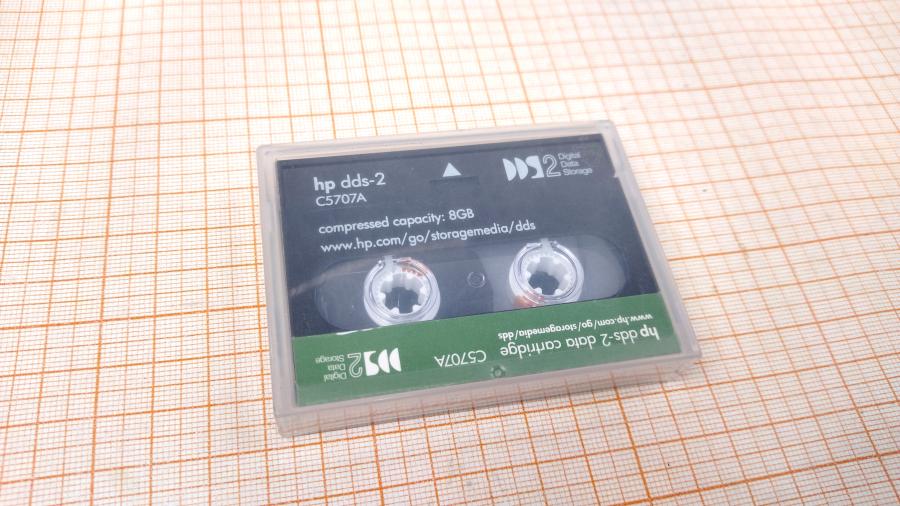 hp dds-2
C5707A
DDS2 Digital
Data
Storage
compressed capacity: 8GB
www.hp.com/go/storagemedia/dds
hp dds-2 data cartridge C5707A
www.hp.com/go/storagemedia/dds
DDS2 Digital
Data
Storage